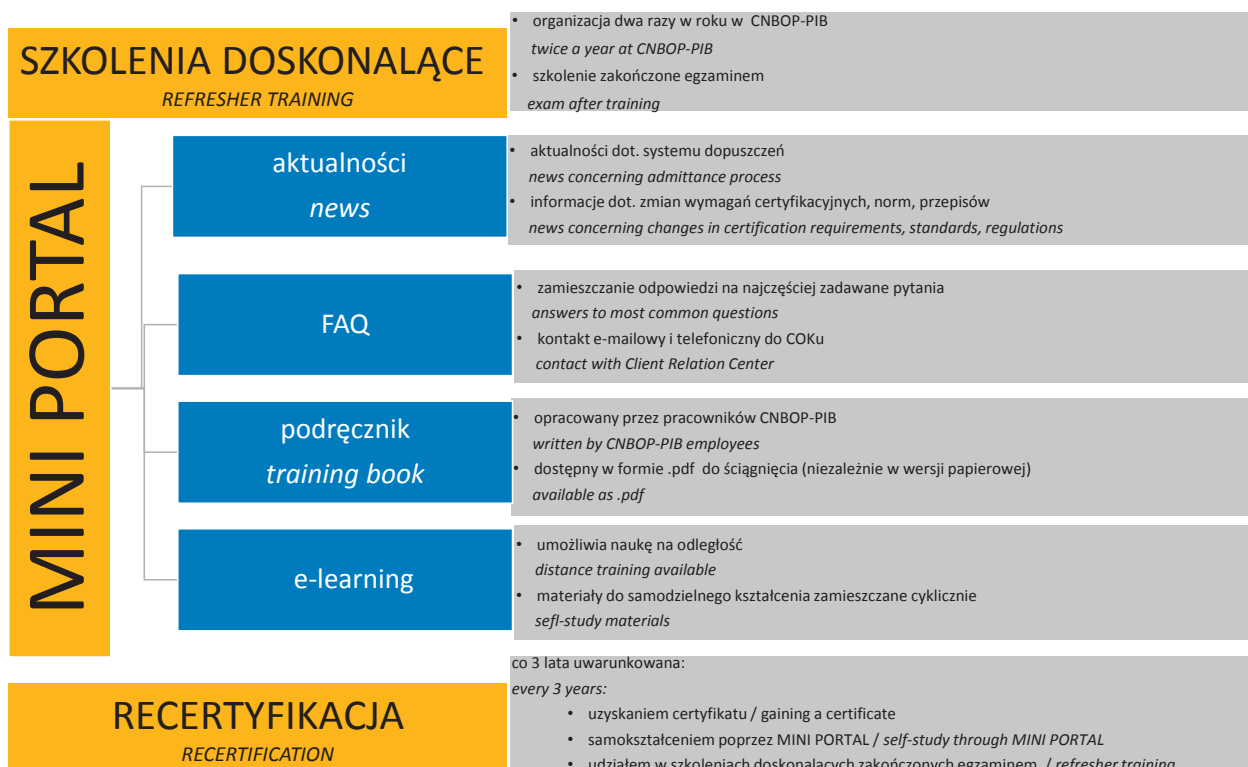 SZKOLENIA DOSKONALĄCE
REFRESHER TRAINING
• organizacja dwa razy w roku w CNBOP-PIB
twice a year at CNBOP-PIB
• szkolenie zakończone egzaminem
exam after training
MINI PORTAL
aktualności
news
• aktualności dot. systemu dopuszczeń
news concerning admittance process
• informacje dot. zmian wymagań certyfikacyjnych, norm, przepisów
news concerning changes in certification requirements, standards, regulations
FAQ
• zamieszczanie odpowiedzi na najczęściej zadawane pytania
answers to most common questions
• kontakt e-mailowy i telefoniczny do COKu
contact with Client Relation Center
podręcznik
training book
• opracowany przez pracowników CNBOP-PIB
written by CNBOP-PIB employees
• dostępny w formie .pdf do ściągnięcia (niezależnie w wersji papierowej)
available as .pdf
e-learning
• umożliwia naukę na odległość
distance training available
• materiały do samodzielnego kształcenia zamieszczane cyklicznie
sefl-study materials
RECERTYFIKACJA
RECERTIFICATION
co 3 lata uwarunkowana:
every 3 years:
• uzyskaniem certyfikatu / gaining a certificate
• samokształceniem poprzez MINI PORTAL / self-study through MINI PORTAL
• udziałem w szkoleniach doskonalących zakończonych egzaminem / refresher training